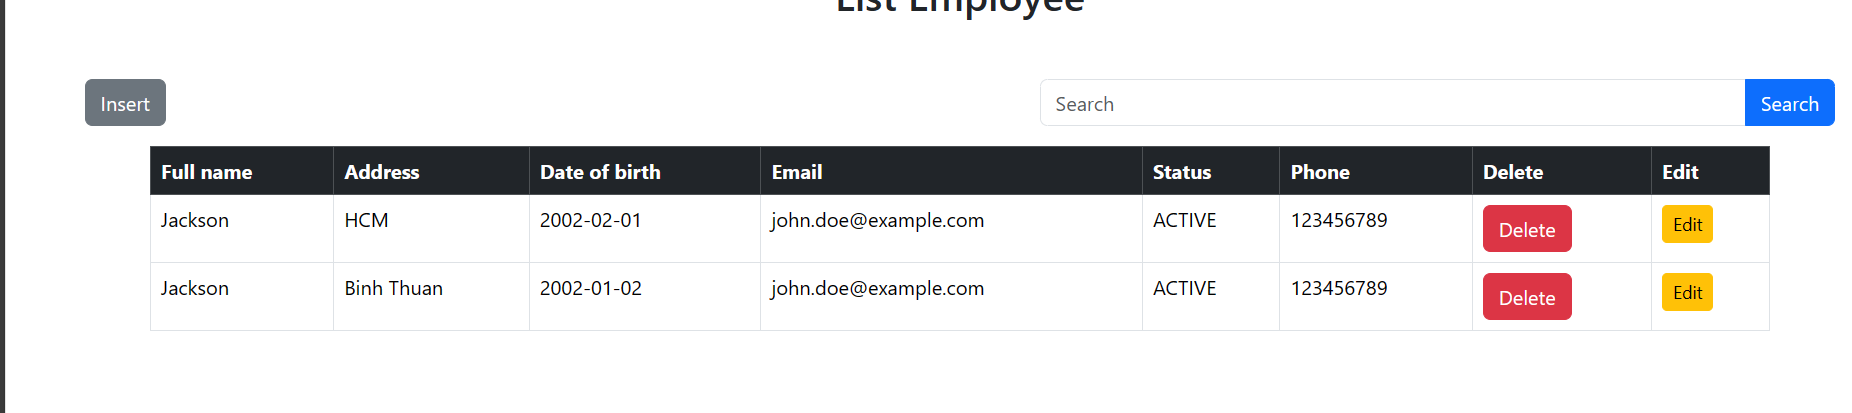 List Employee
Insert Search Search
Full name Address Date of birth Email Status Phone Delete Edit
Jackson HCM 2002-02-01 john.doe@example.com ACTIVE 123456789 Delete Edit
Jackson Binh Thuan 2002-01-02 john.doe@example.com ACTIVE 123456789 Delete Edit